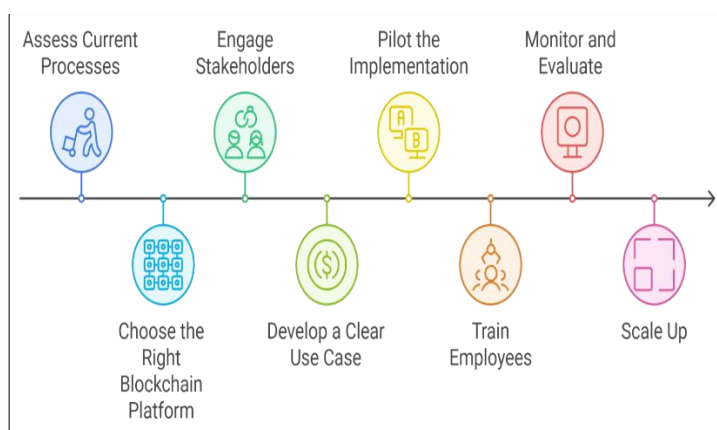 Assess Current
Processes
Engage
Stakeholders
Pilot the
Implementation
Monitor and
Evaluate
A
B
$
Choose the
Right
Blockchain
Platform
Develop a Clear
Use Case
Train
Employees
Scale Up